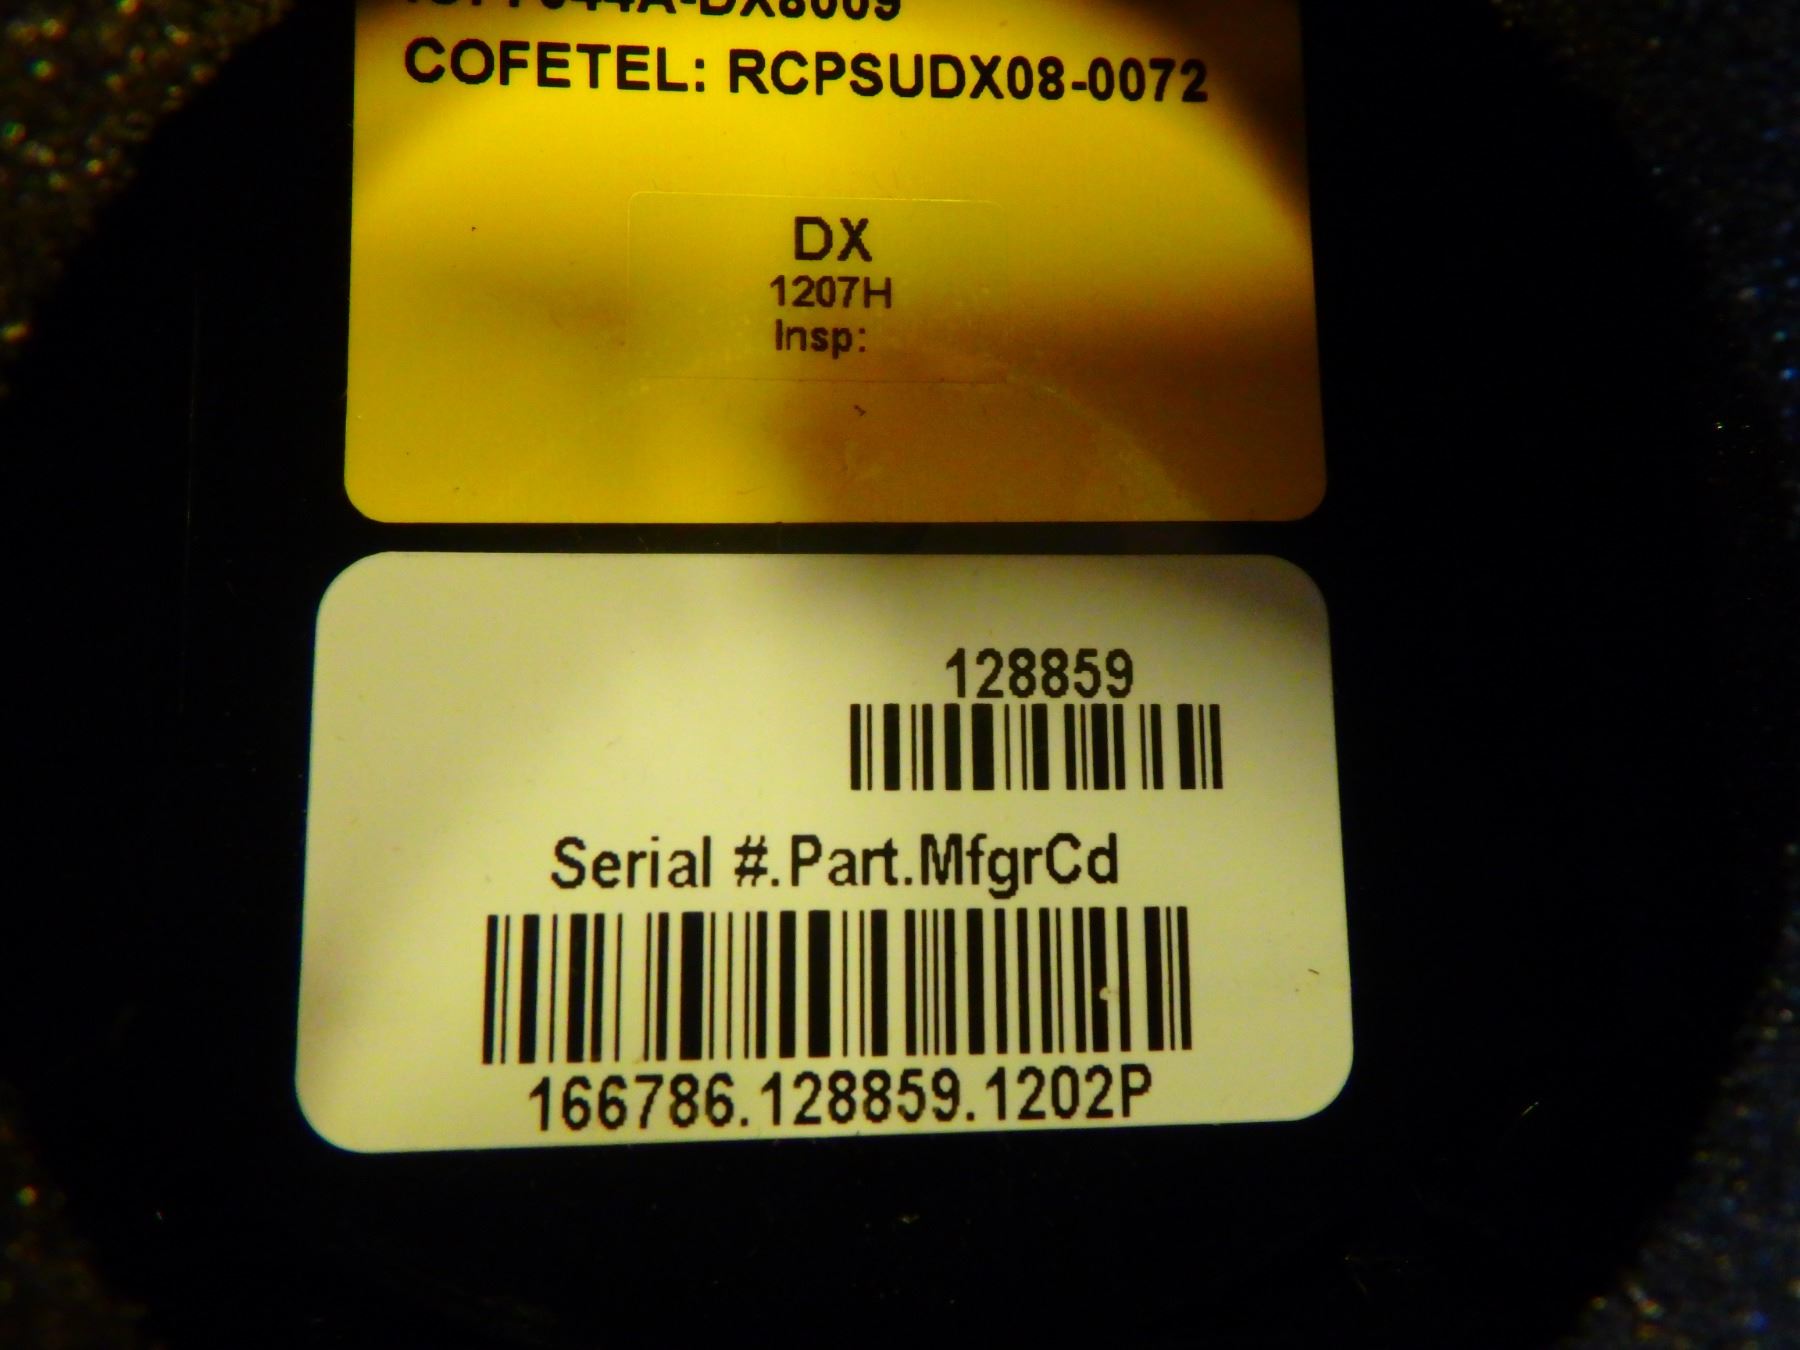 COFETEL: RCPSUDX08-0072
DX
1207H
Insp:
128859
Serial #.Part.MfgrCd
166786.128859.1202P